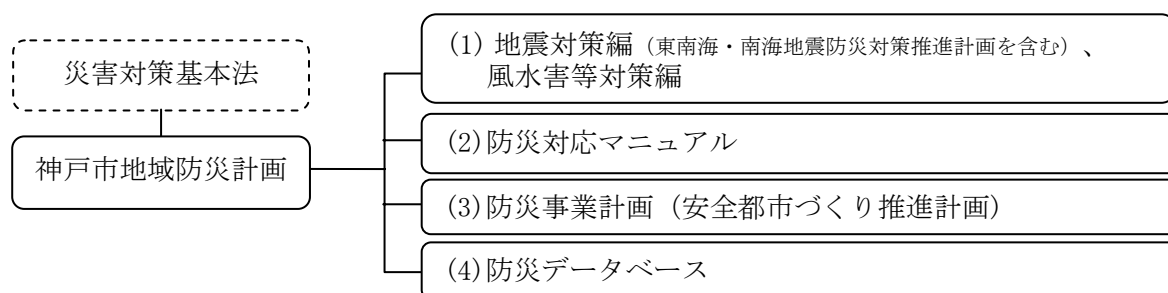 災害対策基本法
神戸市地域防災計画
(1) 地震対策編（東南海・南海地震防災対策推進計画を含む）、
風水害等対策編
(2)防災対応マニュアル
(3)防災事業計画（安全都市づくり推進計画）
(4)防災データベース